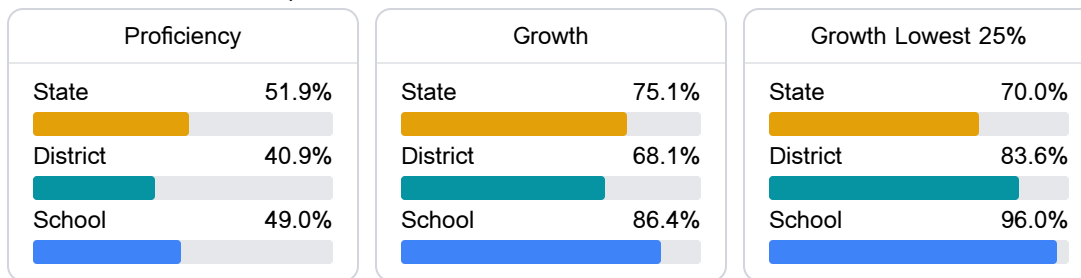 Proficiency
State 51.9%
District 40.9%
School 49.0%
Growth
State 75.1%
District 68.1%
School 86.4%
Growth Lowest 25%
State 70.0%
District 83.6%
School 96.0%